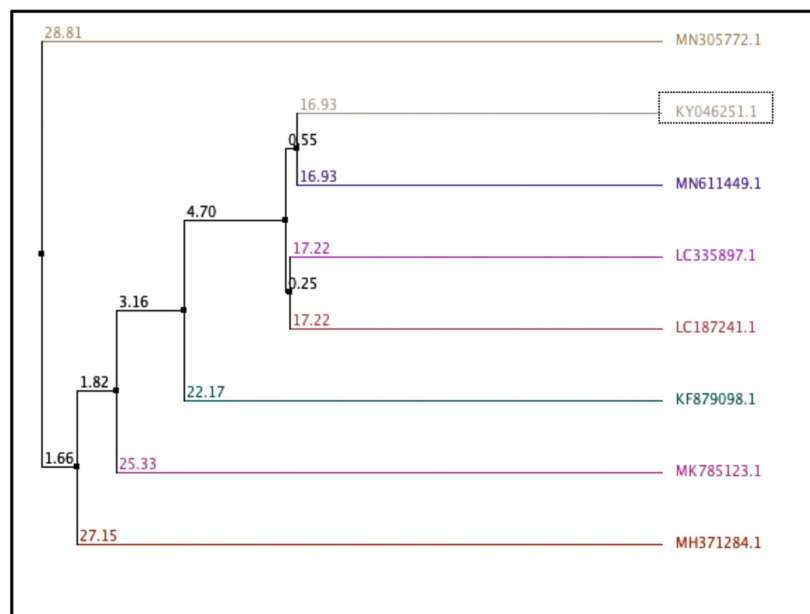 28.81
MN305772.1
16.93
KY046251.1
0.55
16.93
MN611449.1
4.70
17.22
LC335897.1
0.25
3.16
17.22
LC187241.1
1.82
22.17
KF879098.1
1.66
25.33
MK785123.1
27.15
MH371284.1